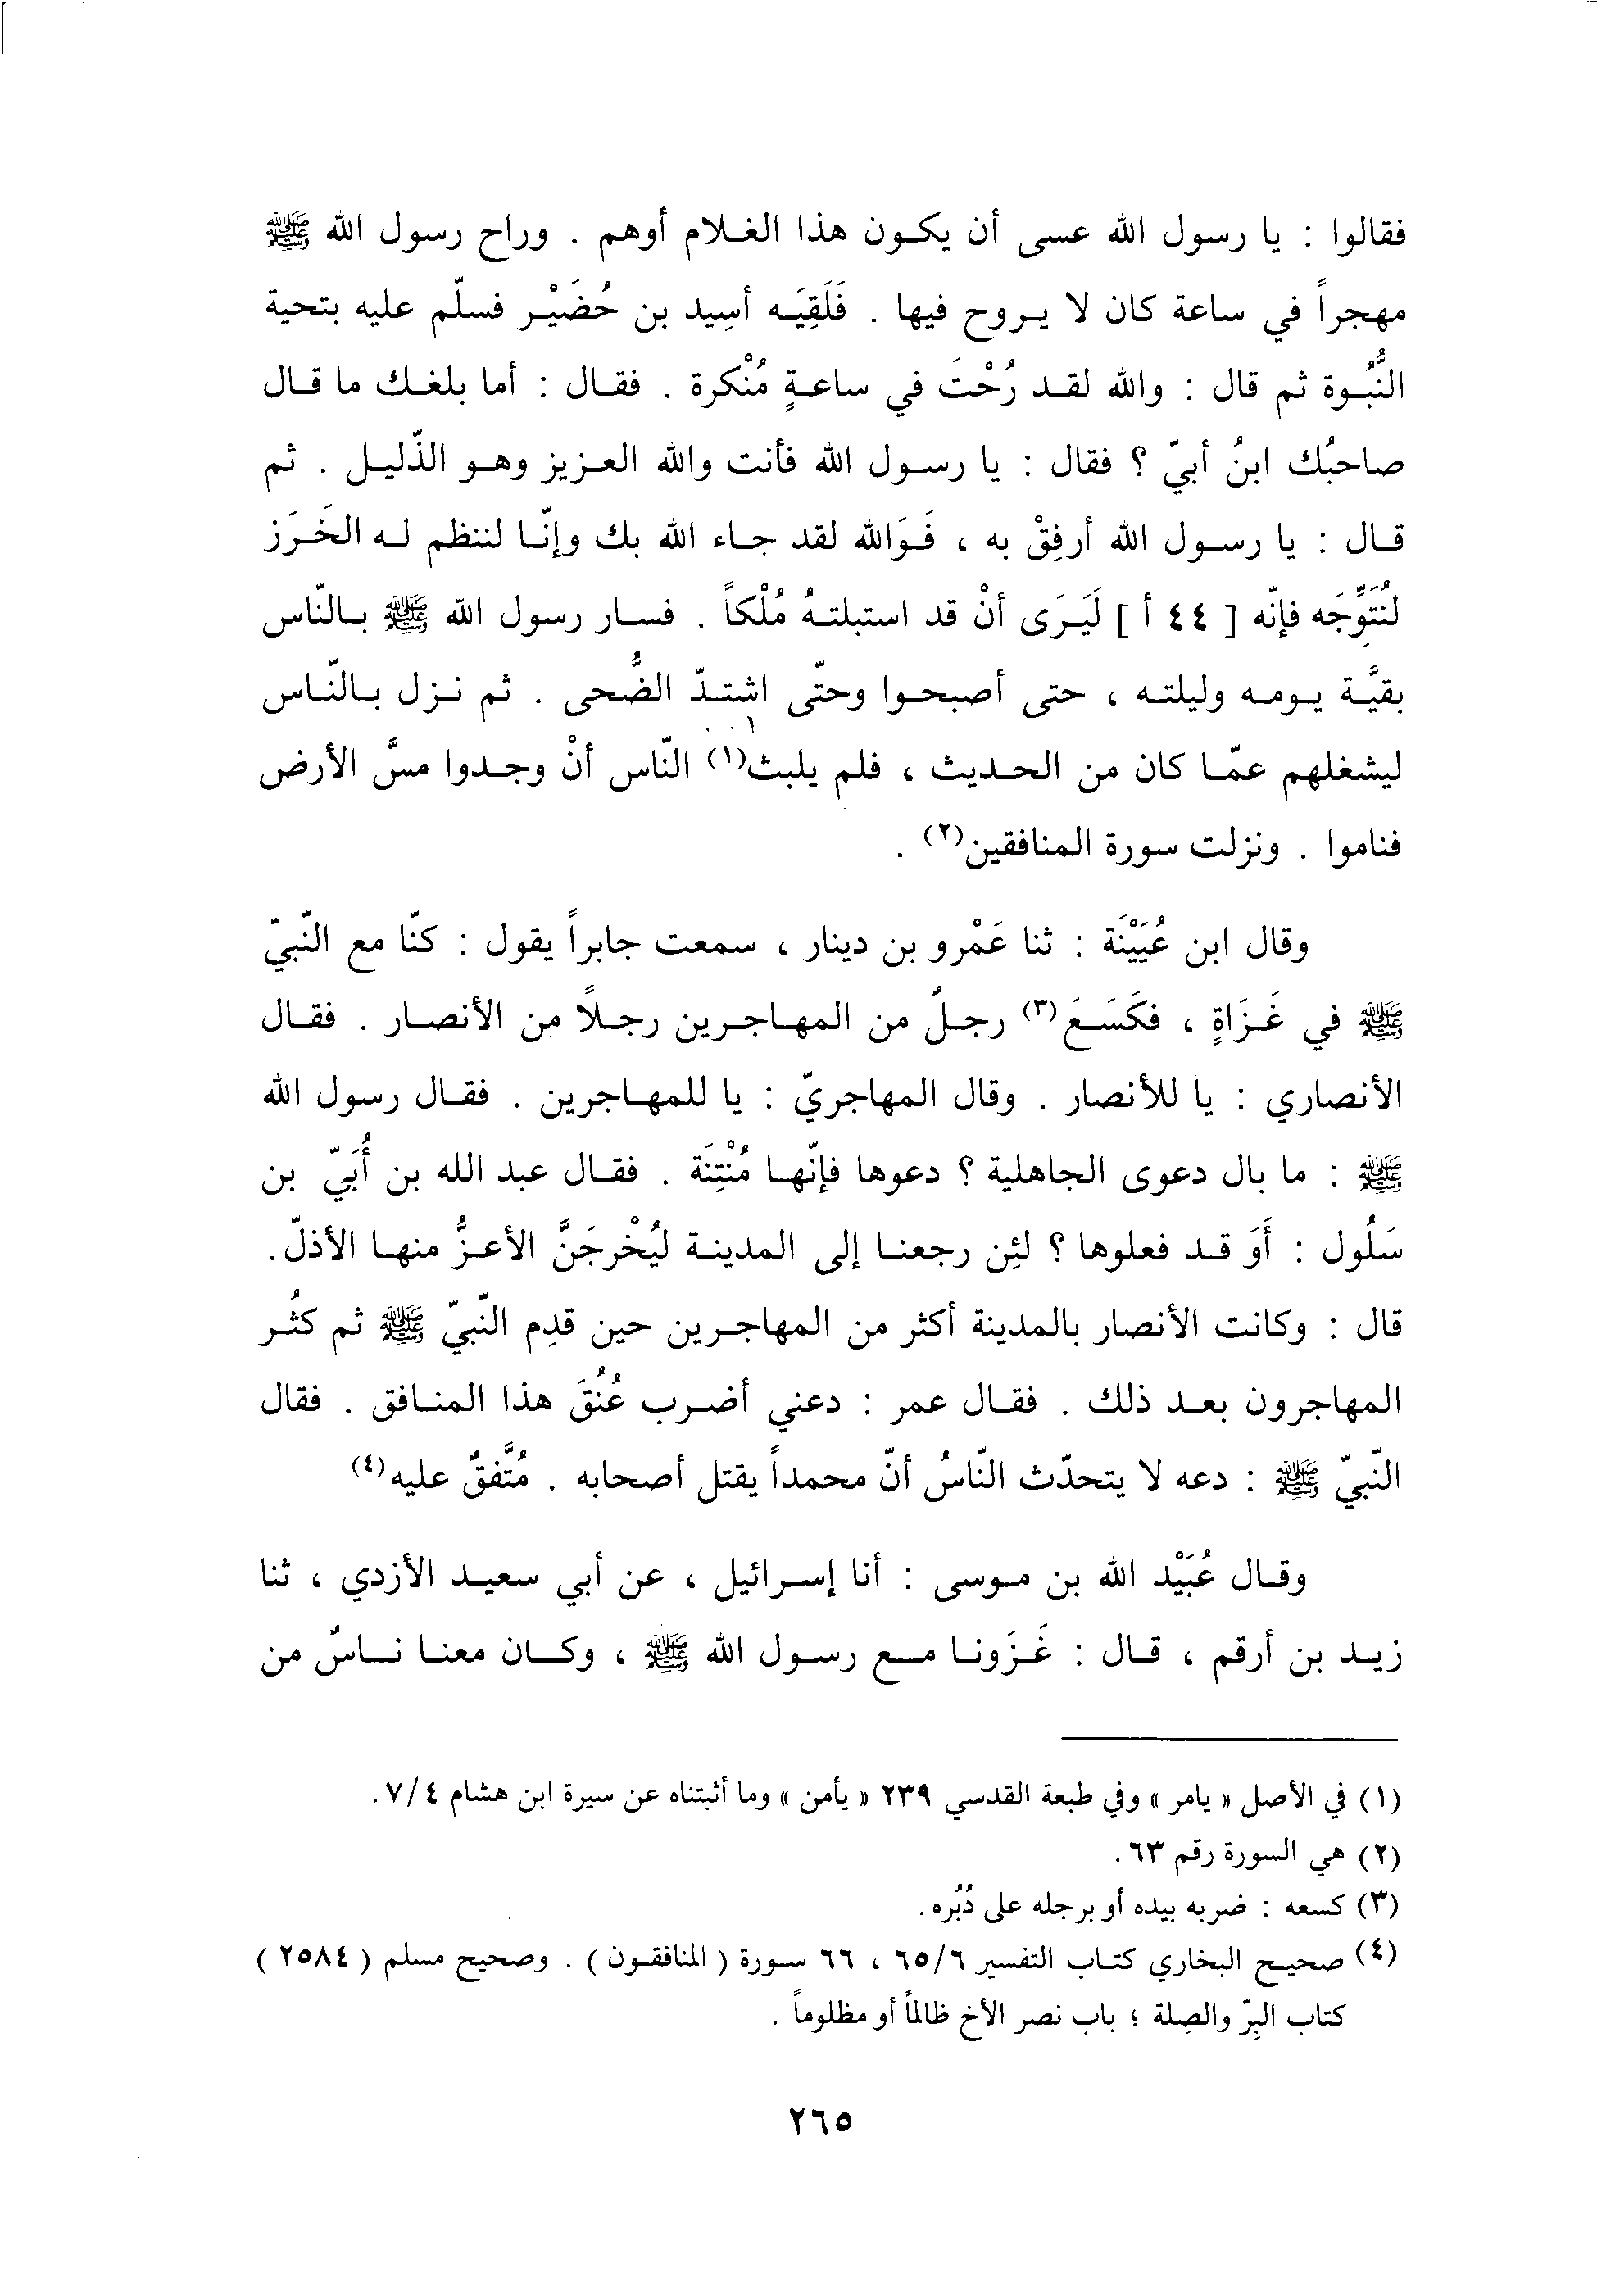 فقالوا : يا رسول الله عسى أن يكون هذا الغلام أوهم . وراح رسول الله ﷺ
مهجراً في ساعة كان لا يروح فيها . فَلَقِيَه أسِيد بن حُضَيْر فسلّم عليه بتحية
النُّبُوة ثم قال : والله لقد رُحْتَ في ساعةٍ مُنْكرة . فقال : أما بلغك ما قال
صاحبُك ابنُ أبيّ ؟ فقال : يا رسول الله فأنت والله العزيز وهو الذّليل . ثم
قال : يا رسول الله أرفِقْ به ، فَوَالله لقد جاء الله بك وإنّا لننظم له الخَرَز
لنُتَوِّجَه فإنّه [ ٤٤ أ ] لَيَرَى أنْ قد استبلتهُ مُلْكاً . فسار رسول الله ﷺ بالنّاس
بقيَّة يومه وليلته ، حتى أصبحوا وحتّى اشتدّ الضُّحى . ثم نزل بالنّاس
ليشغلهم عمّا كان من الحديث ، فلم يلبث(١) النّاس أنْ وجدوا مسَّ الأرض
فناموا . ونزلت سورة المنافقين(٢) .
وقال ابن عُيَيْنَة : ثنا عَمْرو بن دينار ، سمعت جابراً يقول : كنّا مع النّبيّ
ﷺ في غَزَاةٍ ، فكَسَعَ(٣) رجلٌ من المهاجرين رجلًا من الأنصار . فقال
الأنصاري : يا للأنصار . وقال المهاجريّ : يا للمهاجرين . فقال رسول الله
ﷺ : ما بال دعوى الجاهلية ؟ دعوها فإنّها مُنْتِنَة . فقال عبد الله بن أُبَيّ بن
سَلُول : أَوَ قد فعلوها ؟ لئِن رجعنا إلى المدينة ليُخْرجَنَّ الأعزُّ منها الأذلّ.
قال : وكانت الأنصار بالمدينة أكثر من المهاجرين حين قدِم النّبيّ ﷺ ثم كثُر
المهاجرون بعد ذلك . فقال عمر : دعني أضرب عُنُقَ هذا المنافق . فقال
النّبيّ ﷺ : دعه لا يتحدّث النّاسُ أنّ محمداً يقتل أصحابه . مُتَّفقٌ عليه(٤)
وقال عُبَيْد الله بن موسى : أنا إسرائيل ، عن أبي سعيد الأزدي ، ثنا
زيد بن أرقم ، قال : غَزَونا مع رسول الله ﷺ ، وكان معنا ناسٌ من
(١) في الأصل « يامر » وفي طبعة القدسي ٢٣٩ « يأمن » وما أثبتناه عن سيرة ابن هشام ٧/٤.
(٢) هي السورة رقم ٦٣.
(٣) كسعه : ضربه بيده أو برجله على دُبُره.
(٤) صحيح البخاري كتاب التفسير ٦٥/٦ ، ٦٦ سورة ( المنافقون ) . وصحيح مسلم ( ٢٥٨٤ )
كتاب البِرّ والصِلة ؛ باب نصر الأخ ظالماً أو مظلوماً .
٢٦٥